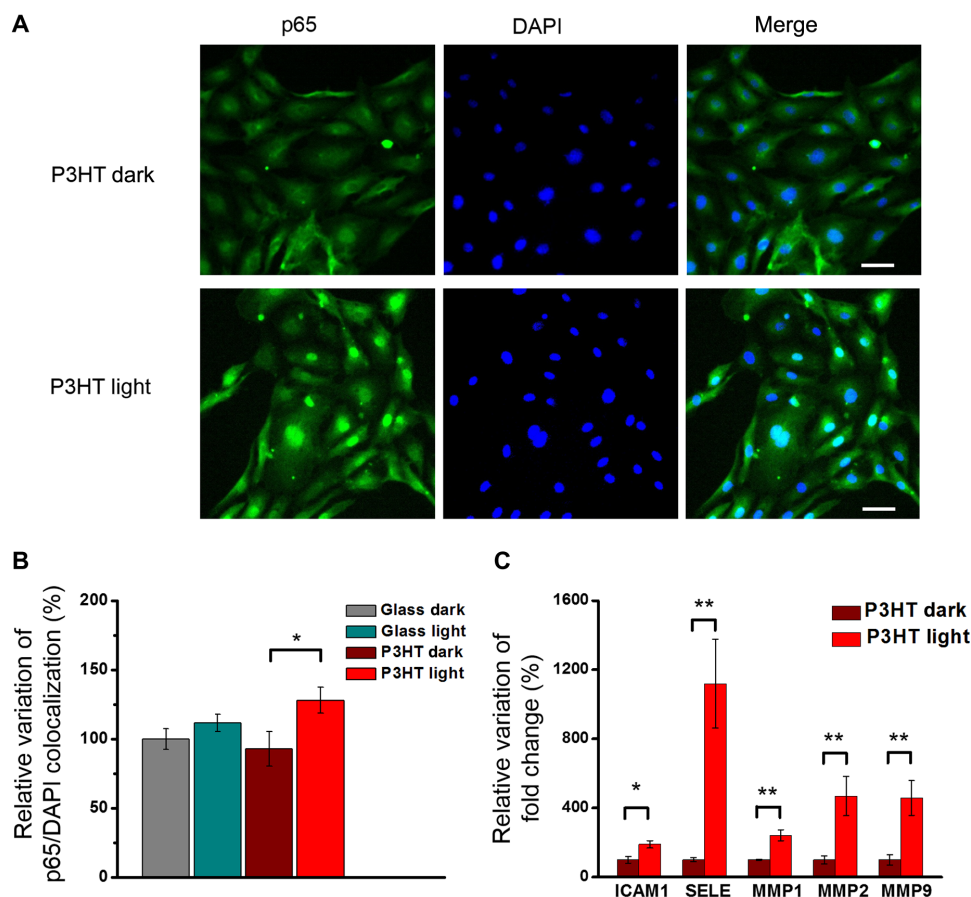 A
p65
DAPI
Merge
P3HT dark
P3HT light
B
Relative variation of
p65/DAPI colocalization (%)
200
150
100
50
0
Glass dark
Glass light
P3HT dark
P3HT light
*
C
Relative variation of
fold change (%)
1600
1200
800
400
0
P3HT dark
P3HT light
*
**
**
**
**
ICAM1
SELE
MMP1
MMP2
MMP9